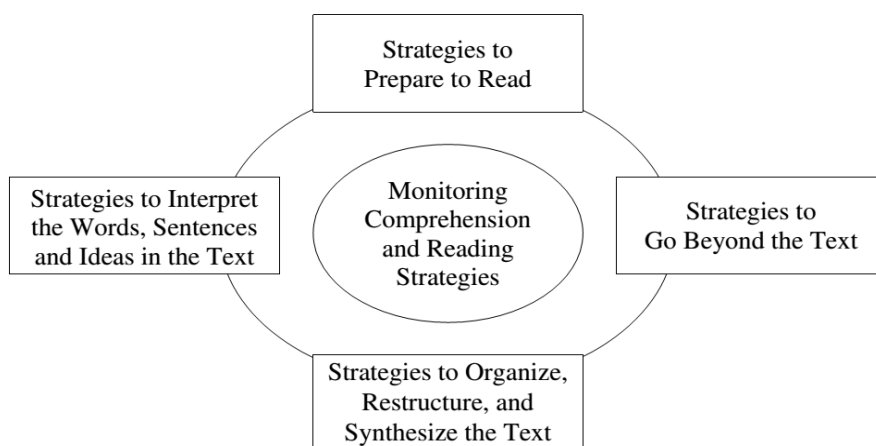 Strategies to
Prepare to Read
Strategies to Interpret
the Words, Sentences
and Ideas in the Text
Monitoring
Comprehension
and Reading
Strategies
Strategies to
Go Beyond the Text
Strategies to Organize,
Restructure, and
Synthesize the Text